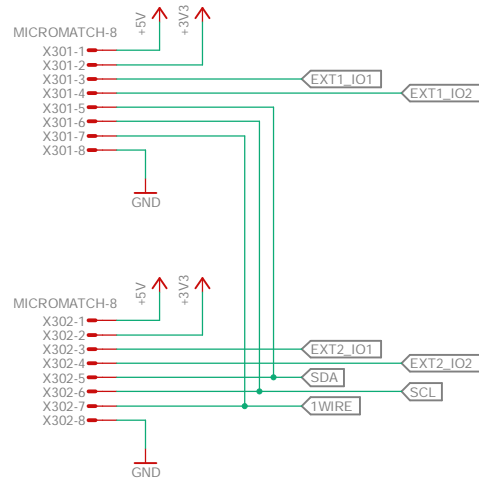 +5V
+3V3
MICROMATCH-8
X301-1
X301-2
X301-3
EXT1_IO1
X301-4
EXT1_IO2
X301-5
X301-6
X301-7
X301-8
GND
+5V
+3V3
MICROMATCH-8
X302-1
X302-2
X302-3
EXT2_IO1
X302-4
EXT2_IO2
X302-5
SDA
X302-6
SCL
X302-7
1WIRE
X302-8
GND